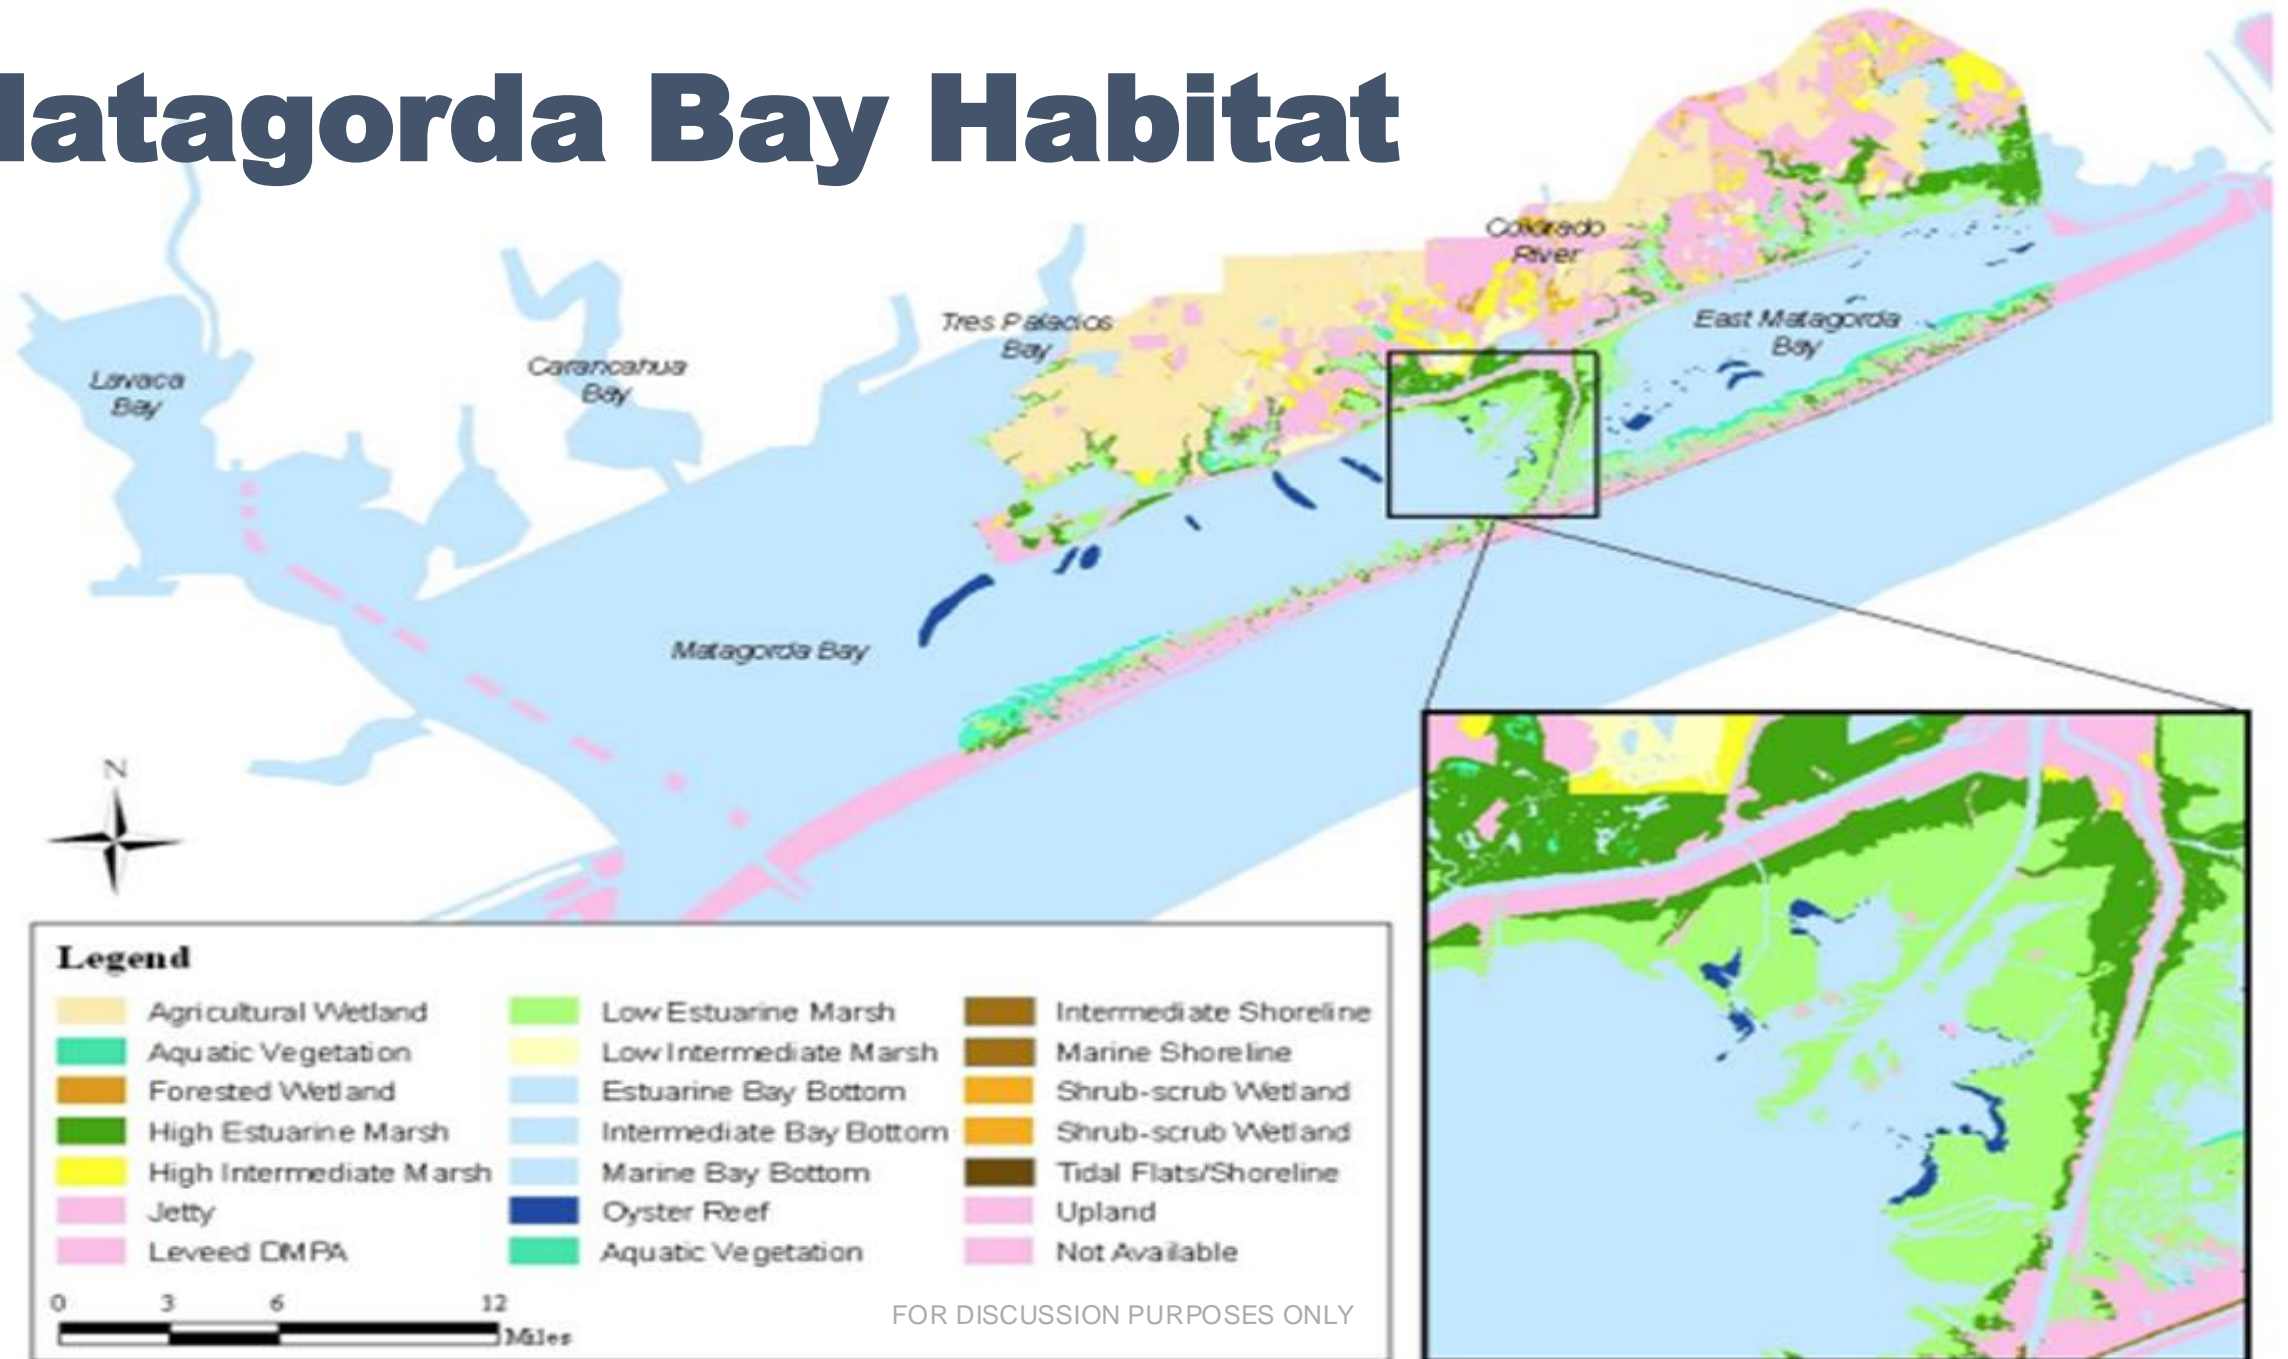 Matagorda Bay Habitat
Colorado
River
Tres Palacios
Bay
East Matagorda
Bay
Carancahua
Bay
Lavaca
Bay
Matagorda Bay
N
Legend
Agricultural Wetland
Aquatic Vegetation
Forested Wetland
High Estuarine Marsh
High Intermediate Marsh
Jetty
Leveed DMPA
Low Estuarine Marsh
Low Intermediate Marsh
Estuarine Bay Bottom
Intermediate Bay Bottom
Marine Bay Bottom
Oyster Reef
Aquatic Vegetation
Intermediate Shoreline
Marine Shoreline
Shrub-scrub Wetland
Shrub-scrub Wetland
Tidal Flats/Shoreline
Upland
Not Available
0 3 6 12
Miles
FOR DISCUSSION PURPOSES ONLY